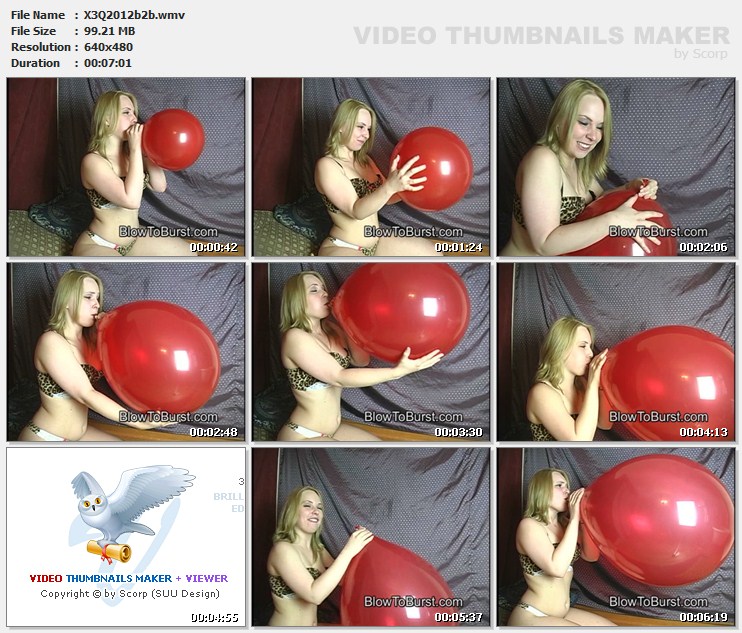 File Name : X3Q2012b2b.wmv
File Size : 99.21 MB
Resolution : 640x480
Duration : 00:07:01
VIDEO THUMBNAILS MAKER
by Scorp
BlowToBurst.com
00:00:42
BlowToBurst.com
00:01:24
BlowToBurst.com
00:02:06
BlowToBurst.com
00:02:48
BlowToBurst.com
00:03:30
BlowToBurst.com
00:04:13
3
BRILL
ED
VIDEO THUMBNAILS MAKER + VIEWER
Copyright © by Scorp (SUU Design)
00:04:55
BlowToBurst.com
00:05:37
BlowToBurst.com
00:06:19